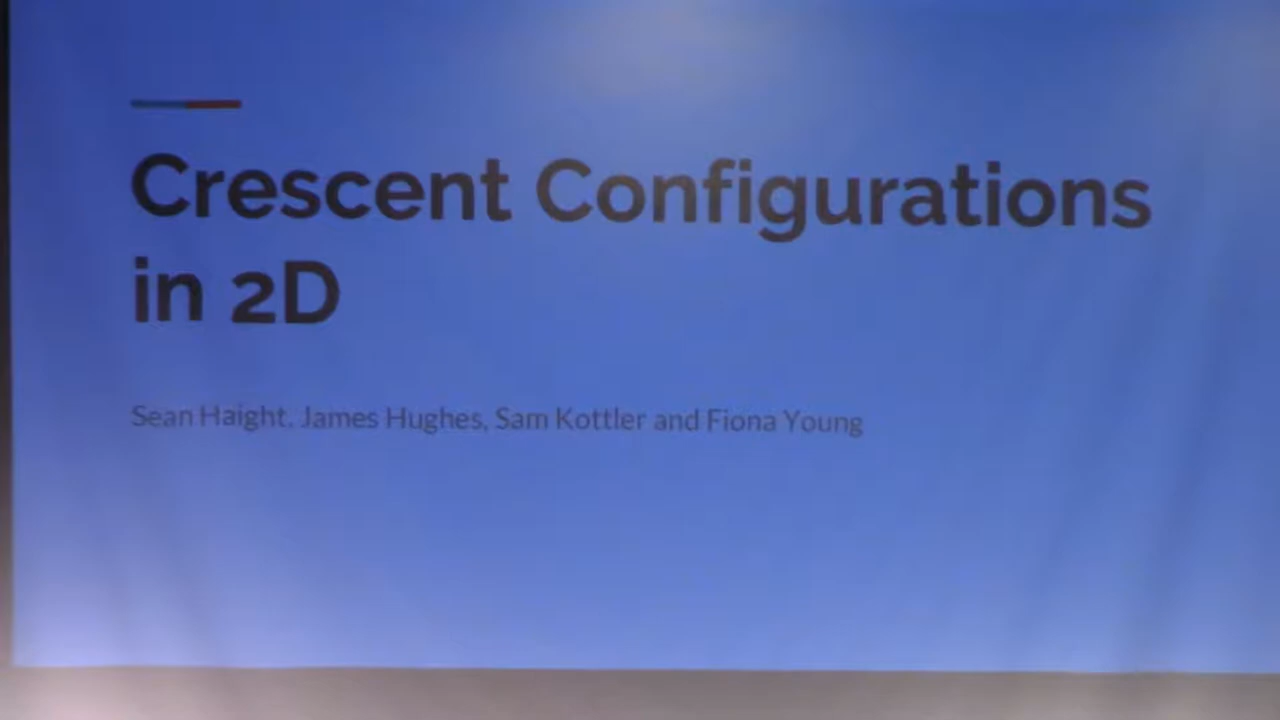 Crescent Configurations
in 2D
Sean Haight, James Hughes, Sam Kottler and Fiona Young